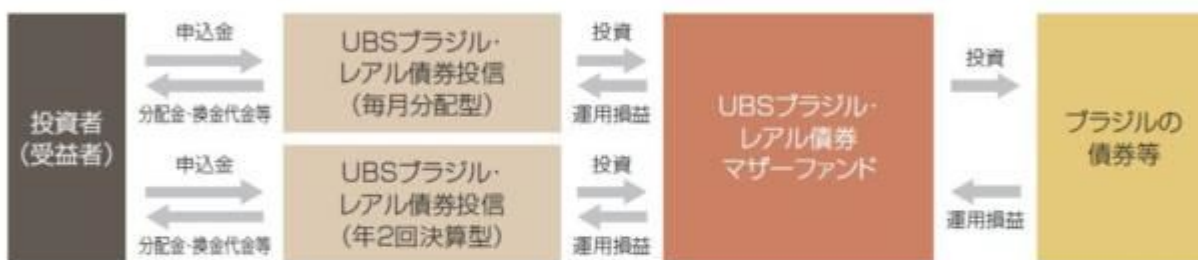 投資者
(受益者)
申込金
分配金・換金代金等
申込金
分配金・換金代金等
UBSブラジル・
レアル債券投信
(毎月分配型)
UBSブラジル・
レアル債券投信
(年2回決算型)
投資
運用損益
投資
運用損益
UBSブラジル・
レアル債券
マザーファンド
投資
運用損益
ブラジルの
債券等